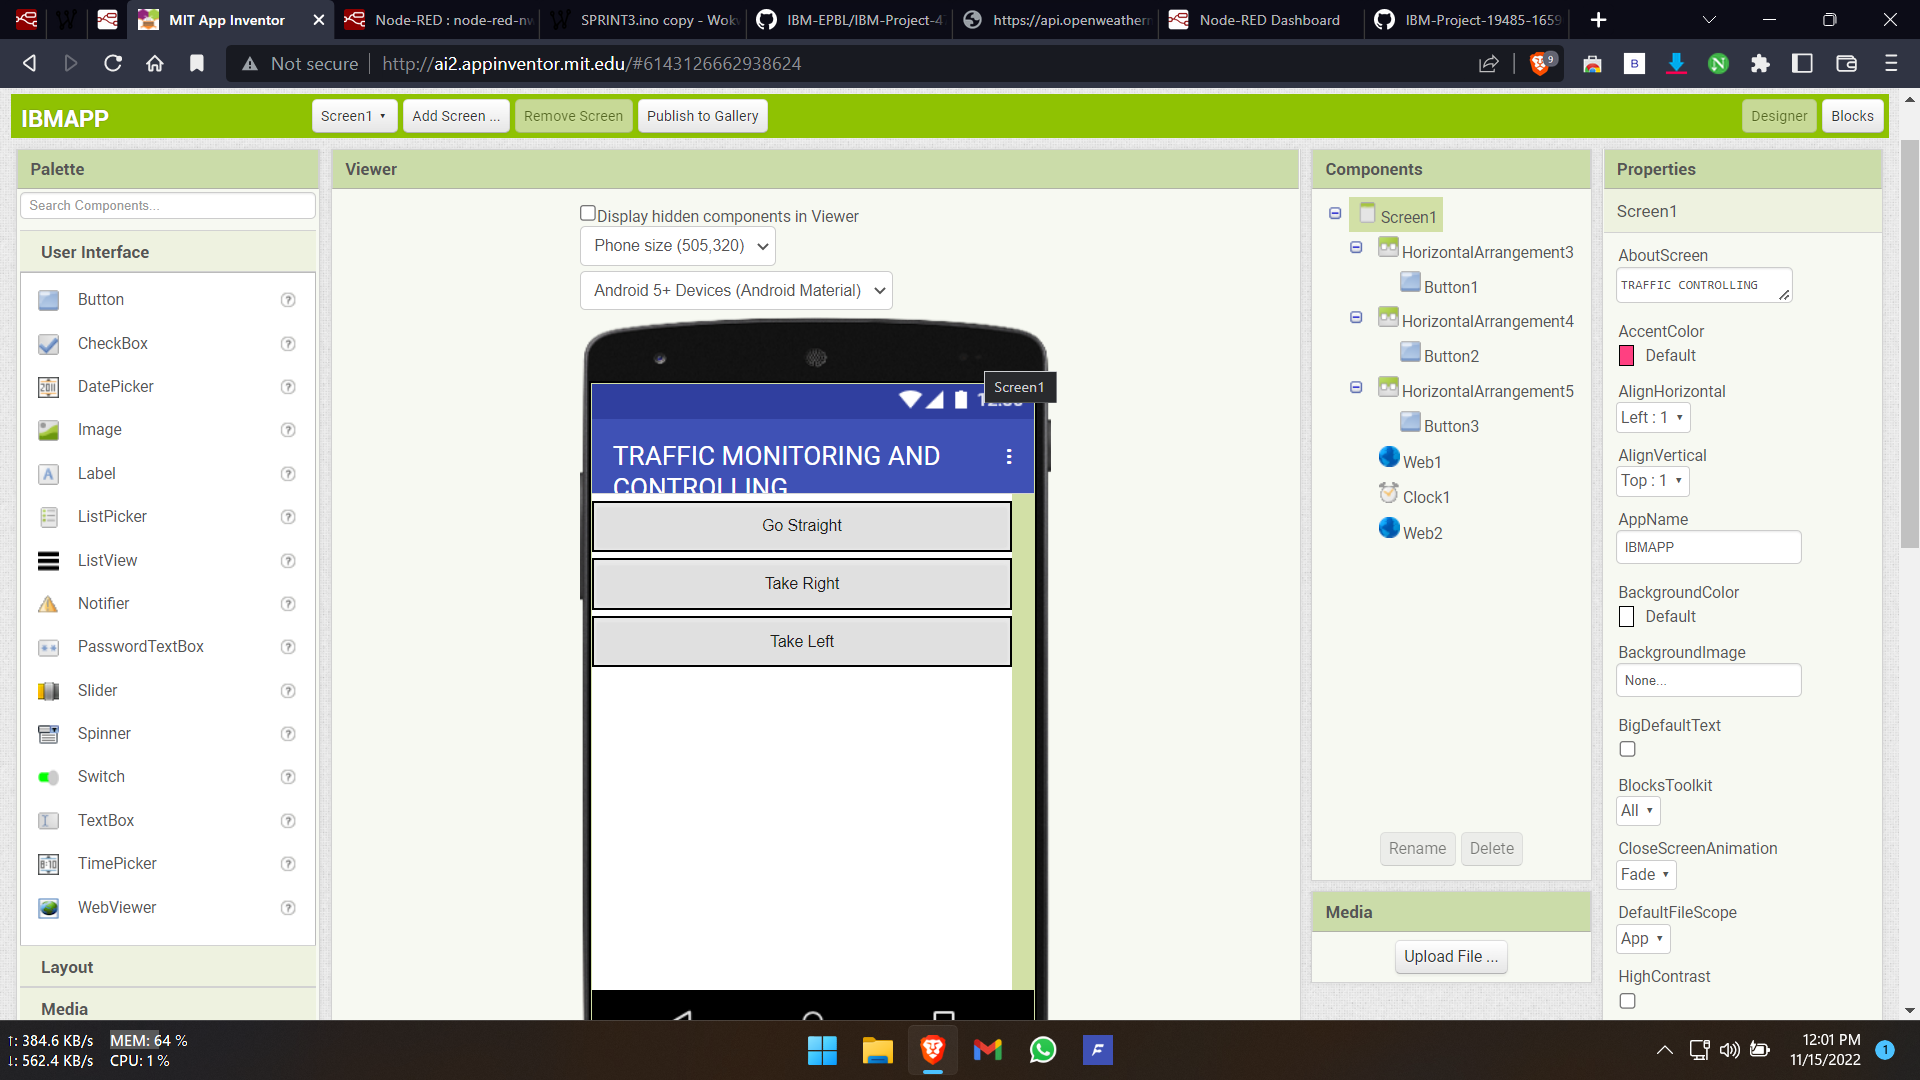 MIT App Inventor
Node-RED : node-red-nw
SPRINT3.ino copy - Wokw
IBM-EPBL/IBM-Project-4
https://api.openweatherm
Node-RED Dashboard
IBM-Project-19485-1659
Not secure
http://ai2.appinventor.mit.edu/#6143126662938624
9
B
N
IBMAPP
Screen1
Add Screen ...
Remove Screen
Publish to Gallery
Designer
Blocks
Palette
Search Components...
User Interface
Button
CheckBox
DatePicker
Image
Label
ListPicker
ListView
Notifier
PasswordTextBox
Slider
Spinner
Switch
TextBox
TimePicker
WebViewer
Layout
Media
Viewer
Display hidden components in Viewer
Phone size (505,320)
Android 5+ Devices (Android Material)
Screen1
TRAFFIC MONITORING AND
CONTROLLING
Go Straight
Take Right
Take Left
Components
Screen1
HorizontalArrangement3
Button1
HorizontalArrangement4
Button2
HorizontalArrangement5
Button3
Web1
Clock1
Web2
Rename
Delete
Media
Upload File ...
Properties
Screen1
AboutScreen
TRAFFIC CONTROLLING
AccentColor
Default
AlignHorizontal
Left : 1
AlignVertical
Top : 1
AppName
IBMAPP
BackgroundColor
Default
BackgroundImage
None...
BigDefaultText
BlocksToolkit
All
CloseScreenAnimation
Fade
DefaultFileScope
App
HighContrast
↑: 384.6 KB/s
MEM: 64 %
↓: 562.4 KB/s
CPU: 1 %
F
12:01 PM
11/15/2022
1